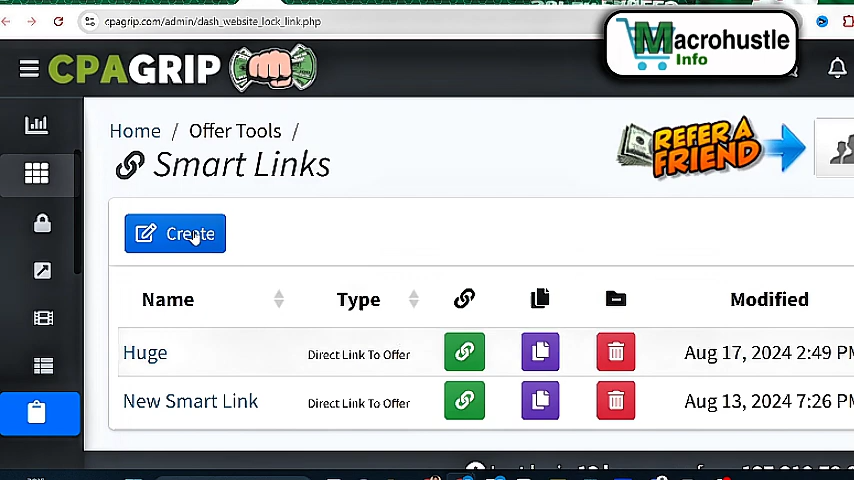 cpagrip.com/admin/dash_website_lock_link.php
Macrohustle
Info
CPAGRIP
Home / Offer Tools /
REFER A
FRIEND
Smart Links
Create
Name Type Modified
Huge Direct Link To Offer Aug 17, 2024 2:49 PM
New Smart Link Direct Link To Offer Aug 13, 2024 7:26 PM